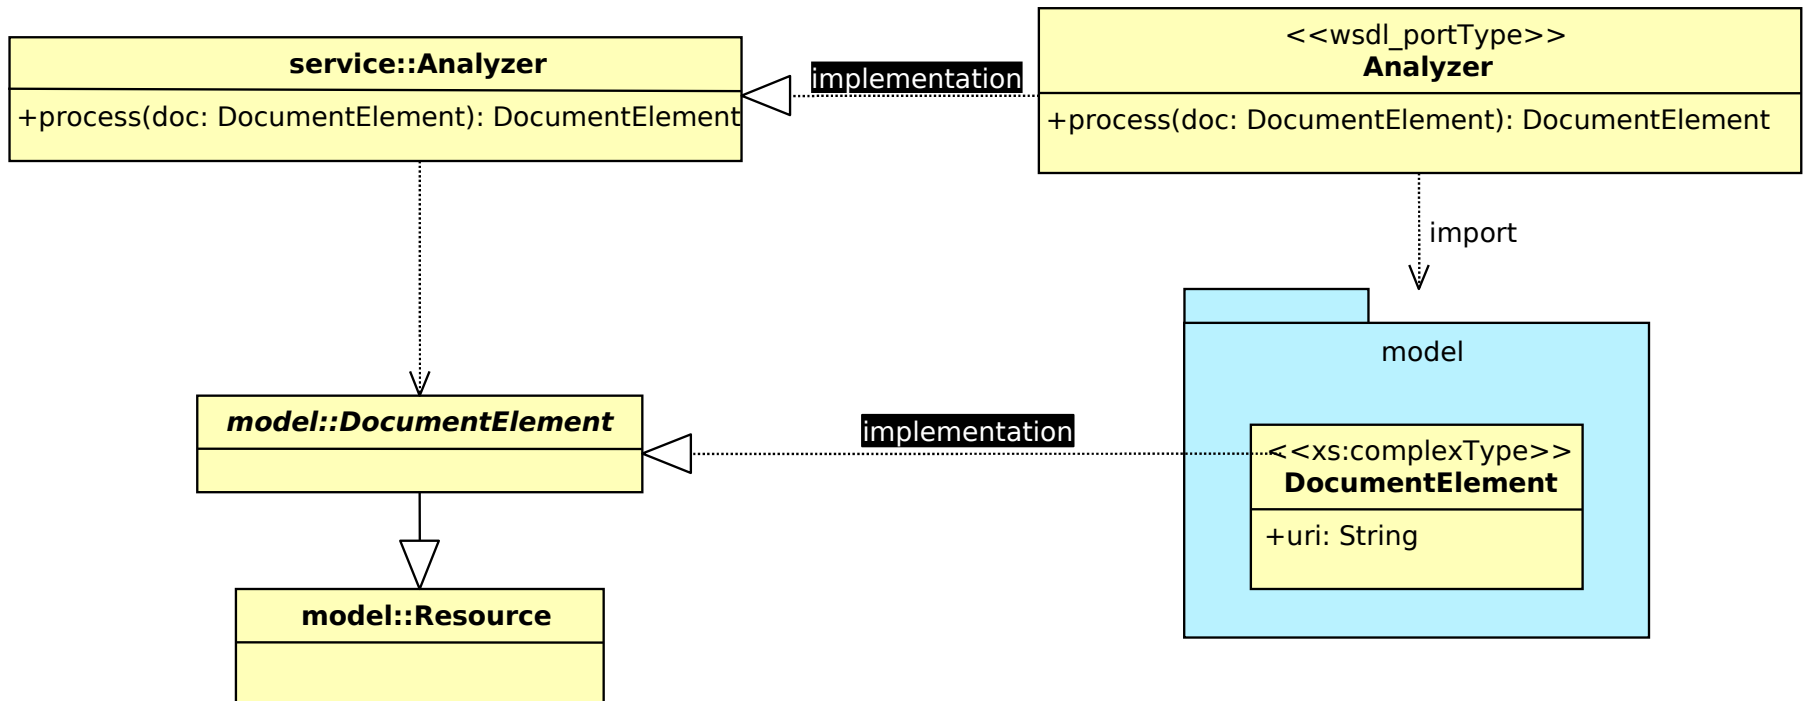 service::Analyzer
+process(doc: DocumentElement): DocumentElement
implementation
<<wsdl_portType>>
Analyzer
+process(doc: DocumentElement): DocumentElement
import
model
model::DocumentElement
implementation
<<xs:complexType>>
DocumentElement
+uri: String
model::Resource